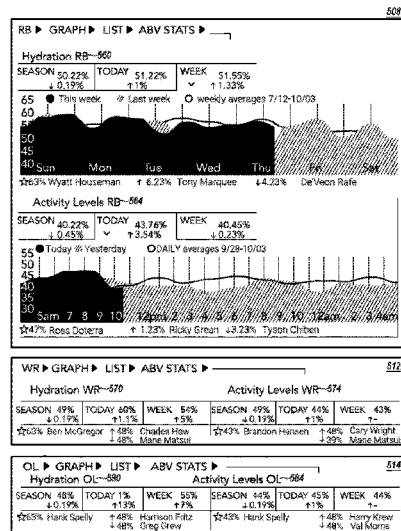 508
RB ▶ GRAPH ▶ LIST ▶ ABV STATS ▶
Hydration RB~560
SEASON 50.22% TODAY 51.22% WEEK 51.55%
↓ 0.19% ↑1% ↑ 1.33%
This week Last week weekly averages 7/12-10/03
65
60
55
50
45
40 Sun Mon Tue Wed Thu Fri Sat
☆63% Wyatt Houseman ↑ 6.23% Tony Marquee ↓4.23% De'Veon Rafe
Activity Levels RB~564
SEASON 40.22% TODAY 43.76% WEEK 40.45%
↓ 0.45% ↑3.54% ↓0.23%
Today Yesterday DAILY averages 9/28-10/03
55
50
45
40
35
30
5am 7 8 9 10 12pm 2 3 4 5 6 7 8 9 10 12am 2 3 4am
☆47% Ross Doterra ↑ 1.23% Ricky Grean ↓3.23% Tyson Chiben
512
WR ▶ GRAPH ▶ LIST ▶ ABV STATS ▶
Hydration WR~570 Activity Levels WR~574
SEASON 49% TODAY 60% WEEK 54% SEASON 49% TODAY 44% WEEK 43%
↓0.19% ↑1.1% ↑5% ↓0.19% ↑1% ↑-
☆63% Ben McGregor ↑48% Charles Haw ☆43% Brandon Hansen ↑48% Cary Wright
↓48% Mane Matsui ↓39% Mane Matsui
514
OL ▶ GRAPH ▶ LIST ▶ ABV STATS ▶
Hydration OL~580 Activity Levels OL~584
SEASON 48% TODAY 1% WEEK 55% SEASON 44% TODAY 45% WEEK 44%
↓0.19% ↑13% ↑7% ↓0.19% ↑1% ↑-
☆63% Hank Spelly ↑48% Harrison Fritz ☆43% Hank Spelly ↑48% Harry Krew
↓48% Greg Grew ↓48% Val Morns